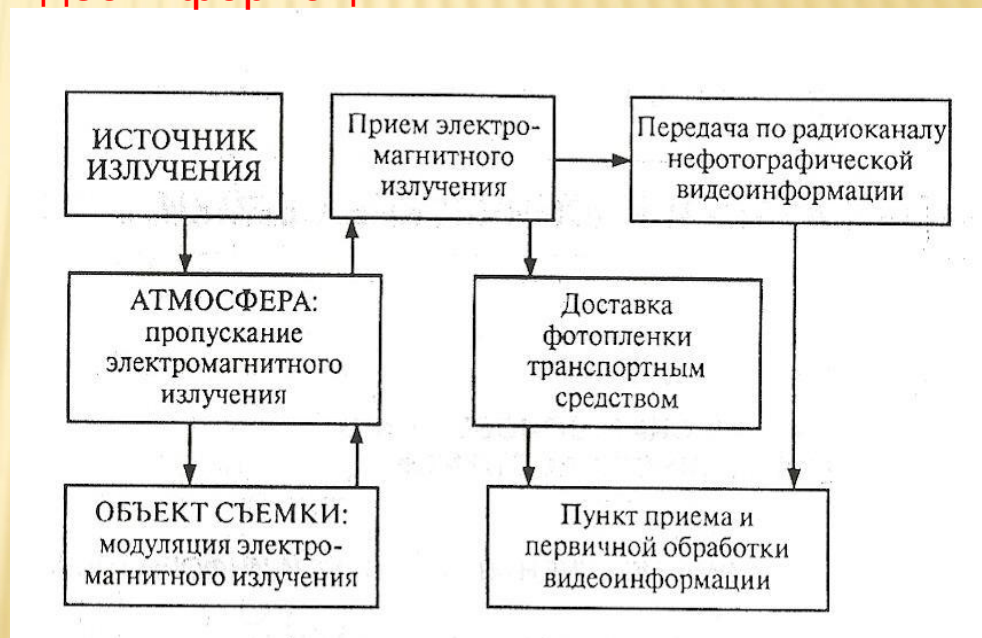 ИСТОЧНИК
ИЗЛУЧЕНИЯ
Прием электро-
магнитного
излучения
Передача по радиоканалу
нефотографической
видеоинформации
АТМОСФЕРА:
пропускание
электромагнитного
излучения
Доставка
фотопленки
транспортным
средством
ОБЪЕКТ СЪЕМКИ:
модуляция электро-
магнитного излучения
Пункт приема и
первичной обработки
видеоинформации